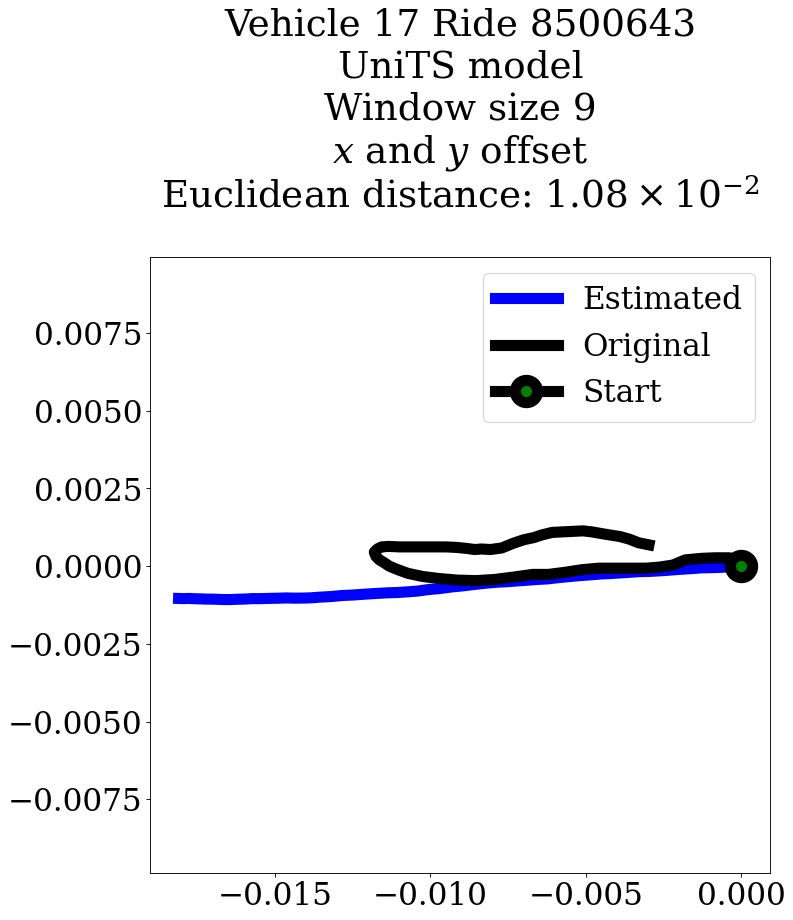 Vehicle 17 Ride 8500643
UniTS model
Window size 9
x and y offset
Euclidean distance: 1.08 × 10⁻²
Estimated
Original
Start
0.0075
0.0050
0.0025
0.0000
−0.0025
−0.0050
−0.0075
−0.015
−0.010
−0.005
0.000